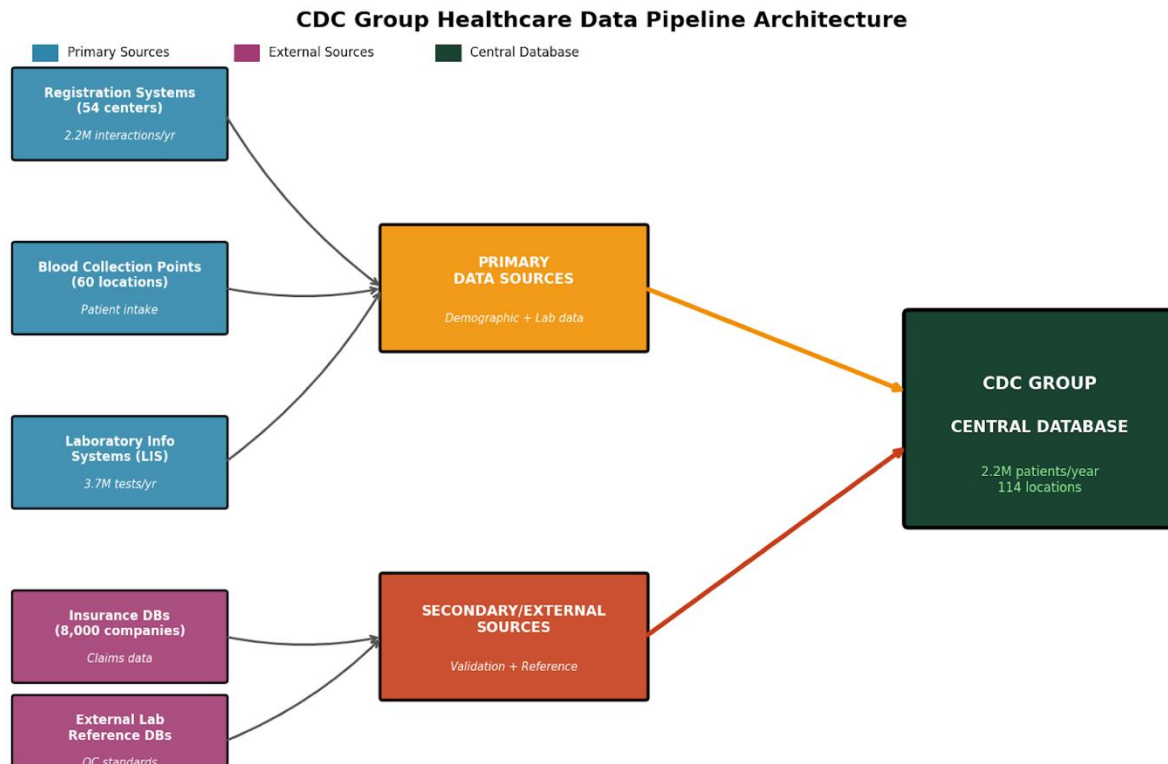 CDC Group Healthcare Data Pipeline Architecture
Primary Sources
External Sources
Central Database
Registration Systems
(54 centers)
2.2M interactions/yr
Blood Collection Points
(60 locations)
Patient intake
Laboratory Info
Systems (LIS)
3.7M tests/yr
Insurance DBs
(8,000 companies)
Claims data
External Lab
Reference DBs
QC standards
PRIMARY
DATA SOURCES
Demographic + Lab data
SECONDARY/EXTERNAL
SOURCES
Validation + Reference
CDC GROUP
CENTRAL DATABASE
2.2M patients/year
114 locations